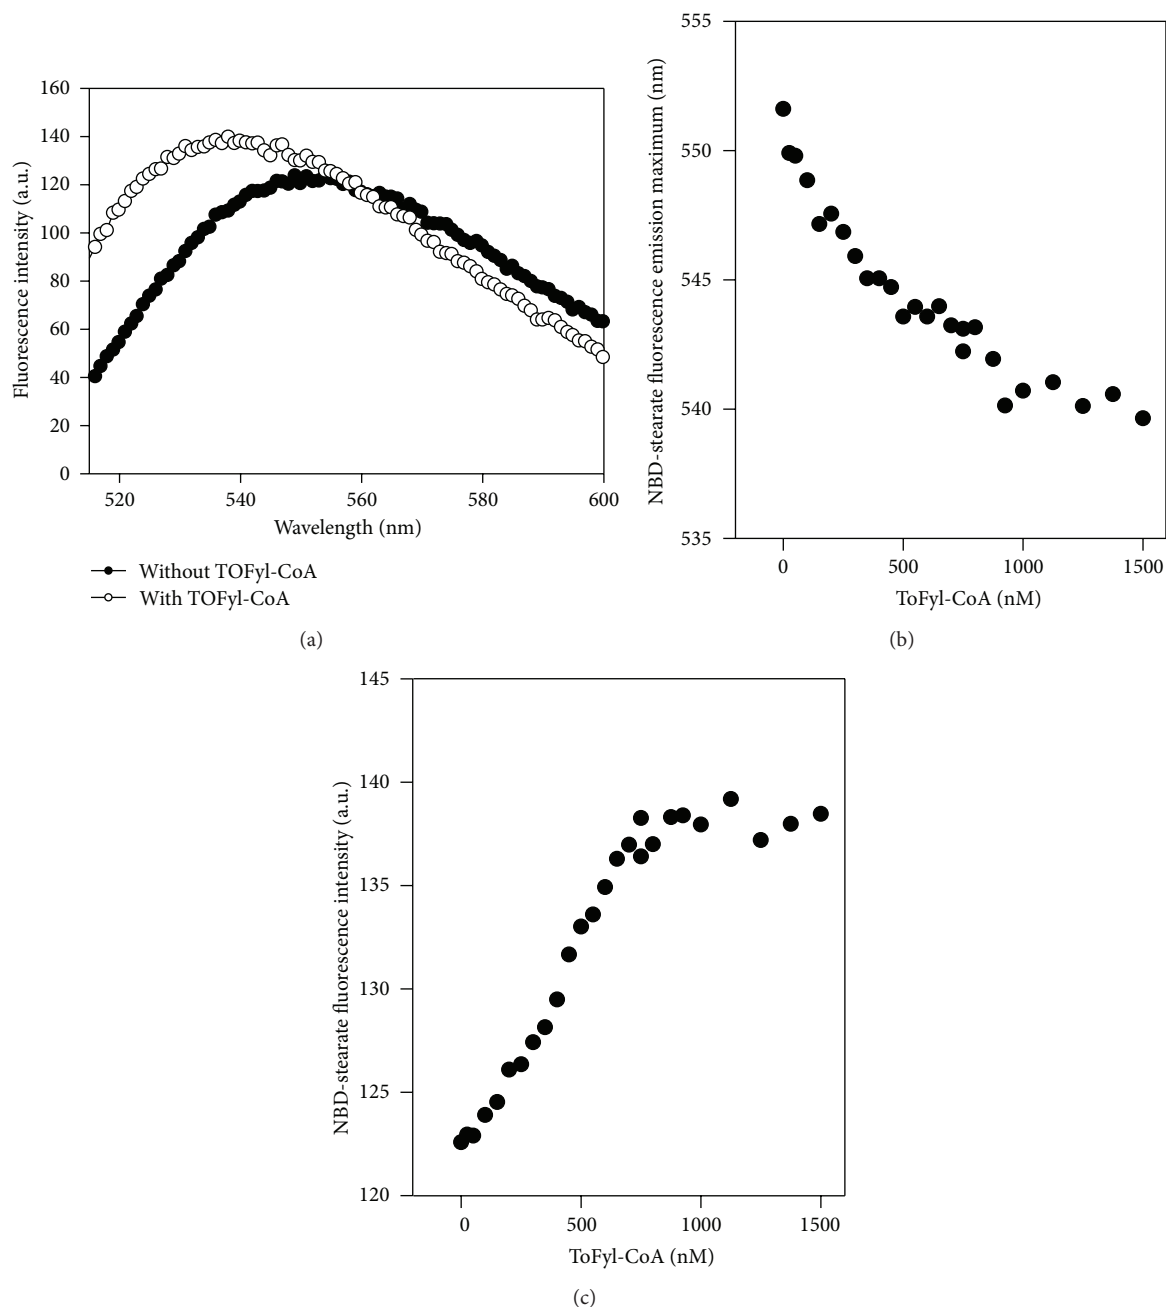 160
140
120
100
80
60
40
20
0
Fluorescence intensity (a.u.)
520 540 560 580 600
Wavelength (nm)
Without TOFyl-CoA
With TOFyl-CoA
(a)
555
550
545
540
535
NBD-stearate fluorescence emission maximum (nm)
0 500 1000 1500
ToFyl-CoA (nM)
(b)
145
140
135
130
125
120
NBD-stearate fluorescence intensity (a.u.)
0 500 1000 1500
ToFyl-CoA (nM)
(c)